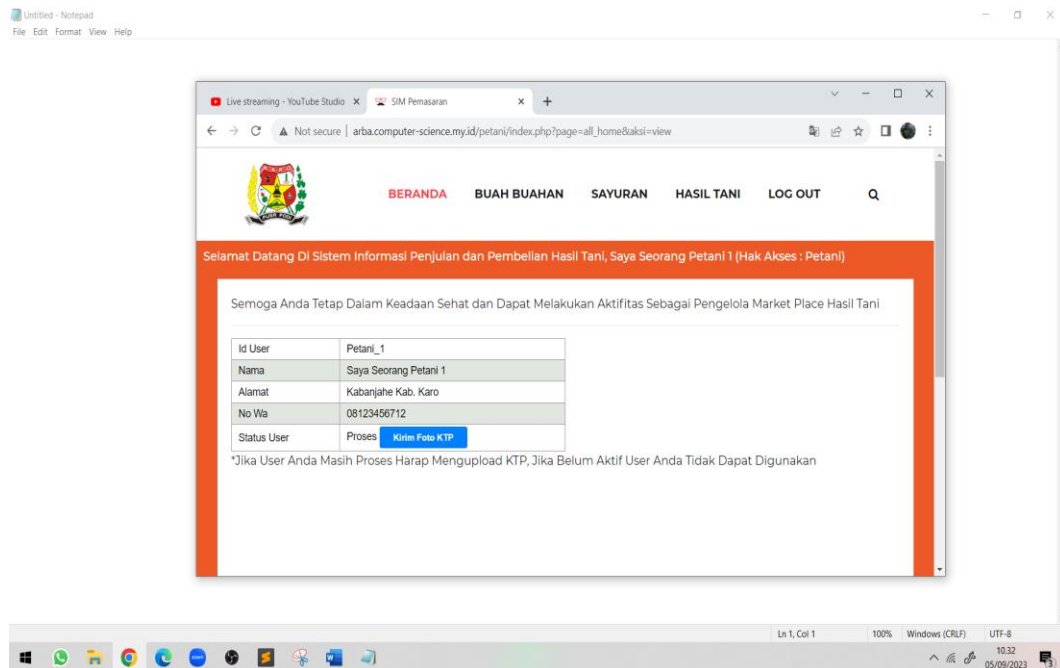 Untitled - Notepad
File Edit Format View Help
Live streaming - YouTube Studio
SIM Pemasaran
Not secure | arba.computer-science.my.id/petani/index.php?page=all_home&aksi=view
BERANDA BUAH BUAHAN SAYURAN HASIL TANI LOG OUT
Selamat Datang Di Sistem Informasi Penjulan dan Pembelian Hasil Tani, Saya Seorang Petani 1 (Hak Akses : Petani)
Semoga Anda Tetap Dalam Keadaan Sehat dan Dapat Melakukan Aktifitas Sebagai Pengelola Market Place Hasil Tani
Id User Petani_1
Nama Saya Seorang Petani 1
Alamat Kabanjahe Kab. Karo
No Wa 08123456712
Status User Proses Kirim Foto KTP
*Jika User Anda Masih Proses Harap Mengupload KTP, Jika Belum Aktif User Anda Tidak Dapat Digunakan
Ln 1, Col 1 100% Windows (CRLF) UTF-8
10.32
05/09/2023